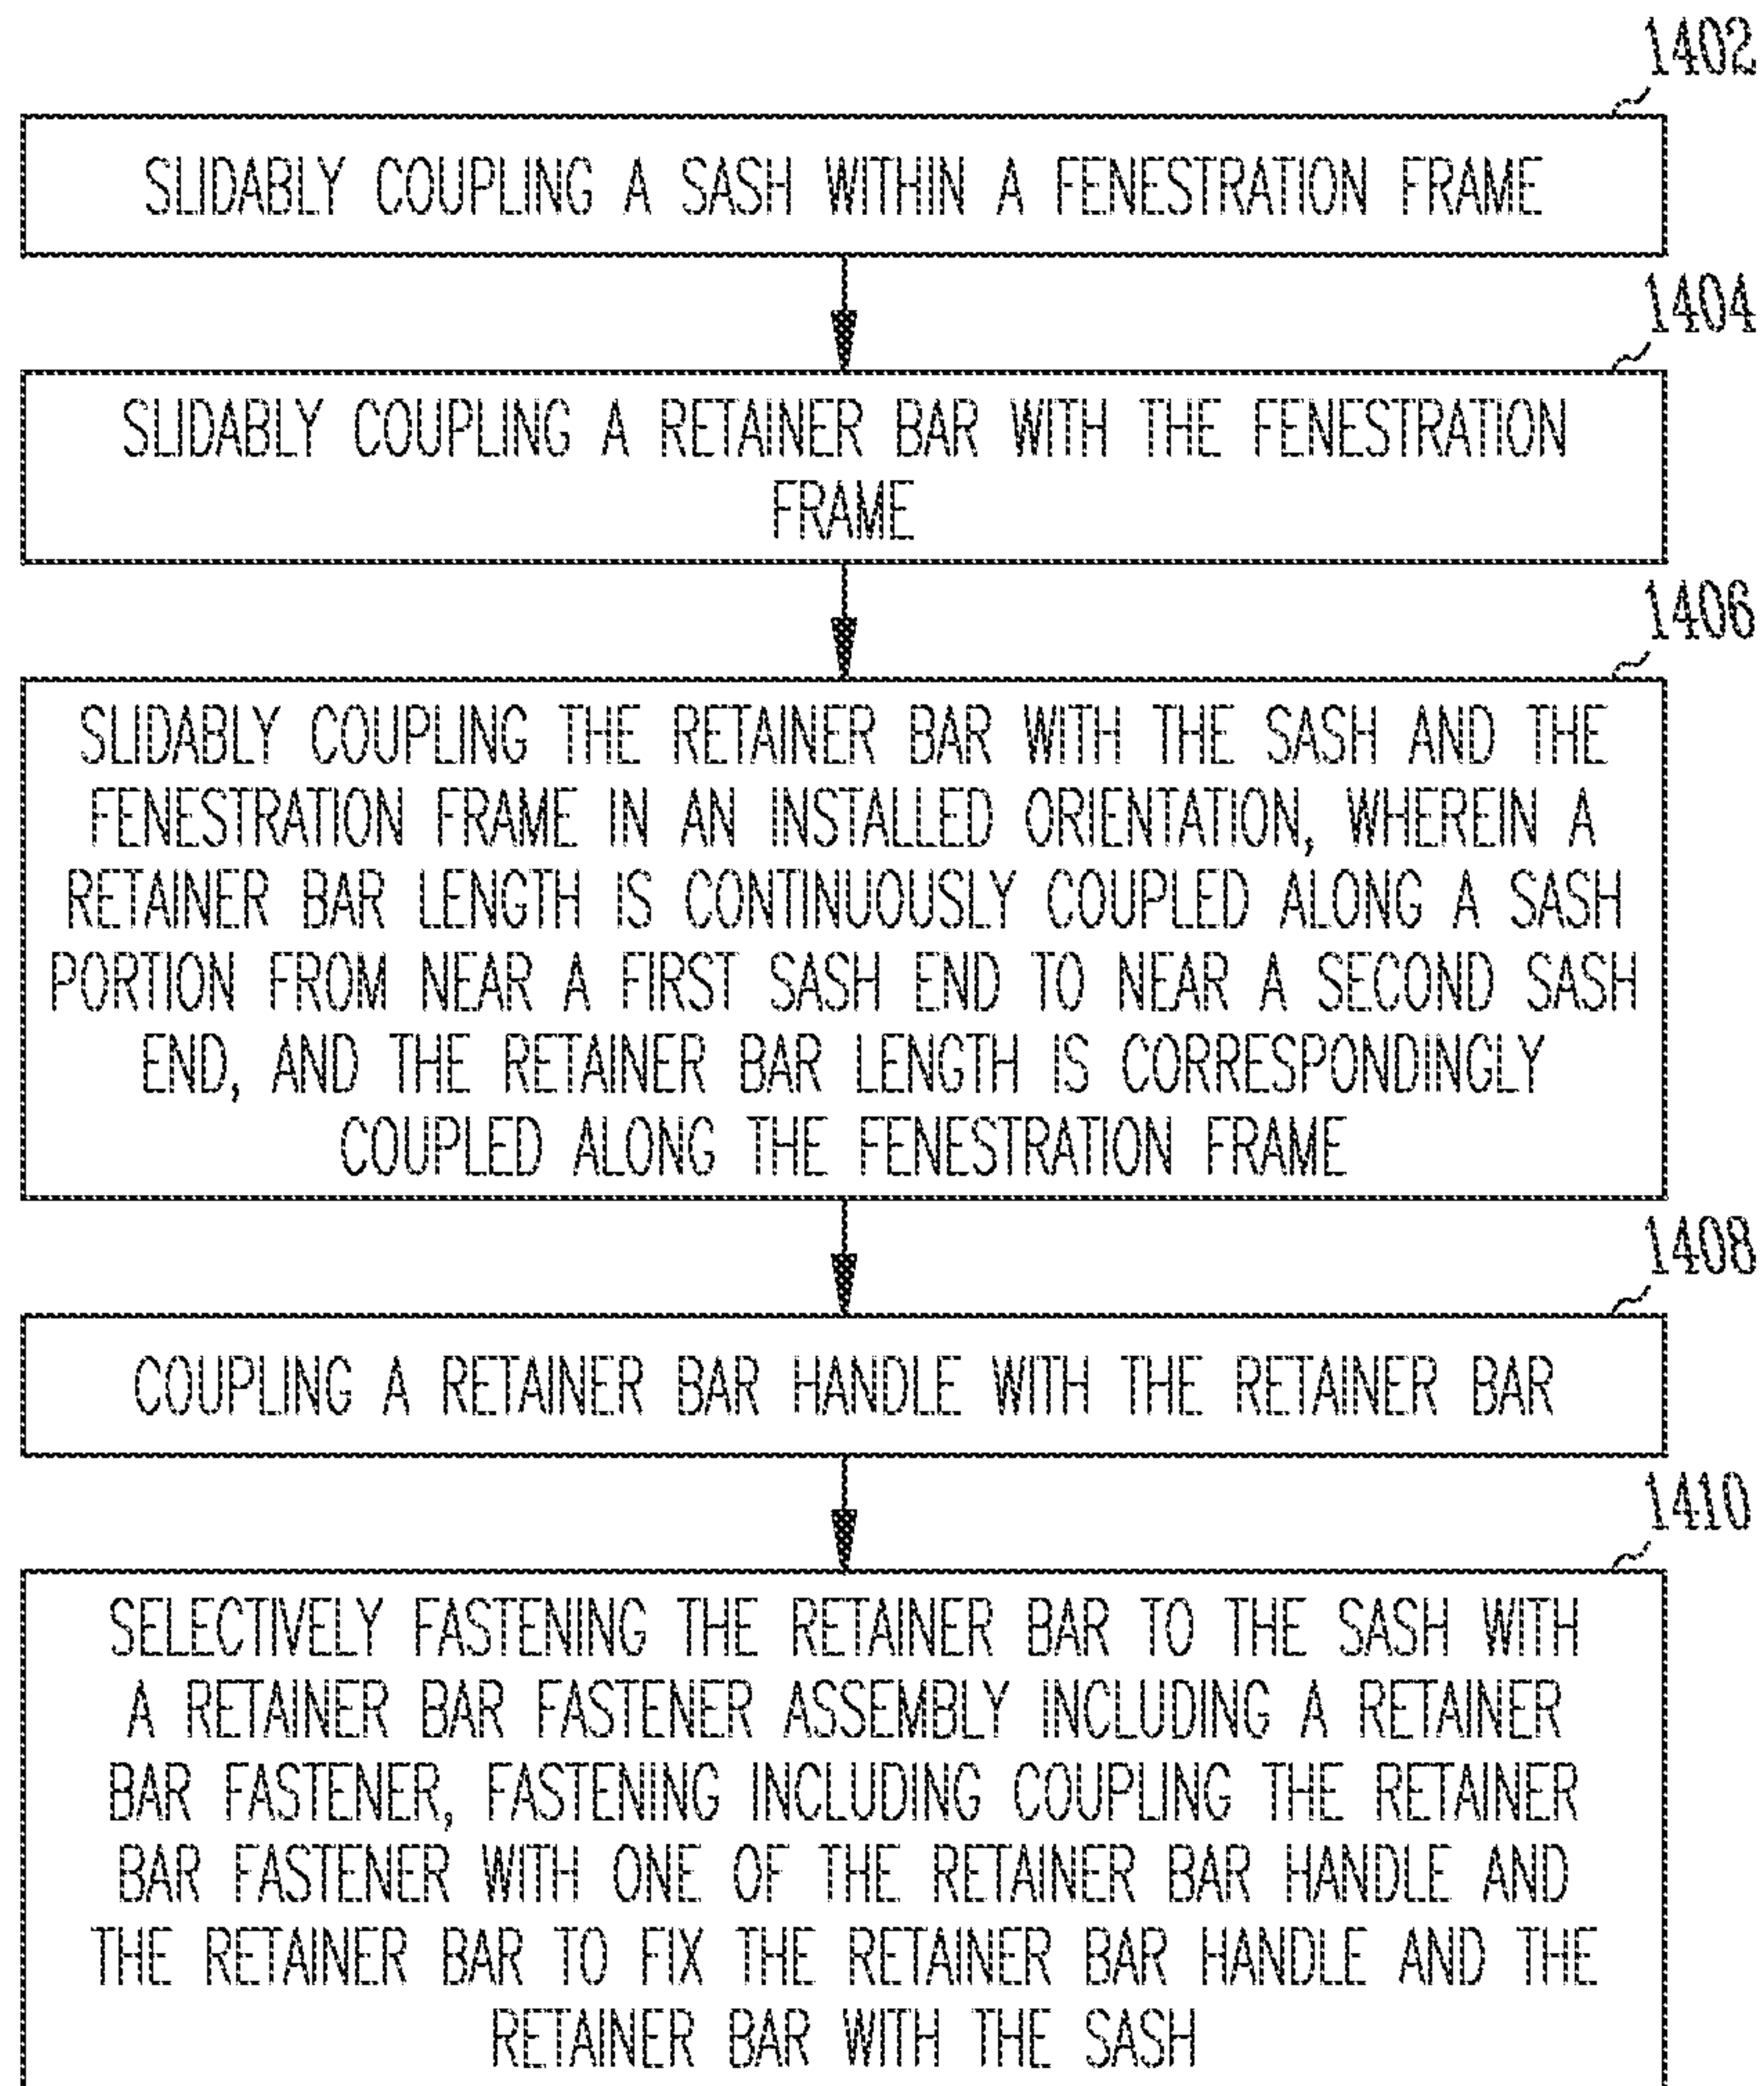 1402
SLIDABLY COUPLING A SASH WITHIN A FENESTRATION FRAME
1404
SLIDABLY COUPLING A RETAINER BAR WITH THE FENESTRATION
FRAME
1406
SLIDABLY COUPLING THE RETAINER BAR WITH THE SASH AND THE
FENESTRATION FRAME IN AN INSTALLED ORIENTATION, WHEREIN A
RETAINER BAR LENGTH IS CONTINUOUSLY COUPLED ALONG A SASH
PORTION FROM NEAR A FIRST SASH END TO NEAR A SECOND SASH
END, AND THE RETAINER BAR LENGTH IS CORRESPONDINGLY
COUPLED ALONG THE FENESTRATION FRAME
1408
COUPLING A RETAINER BAR HANDLE WITH THE RETAINER BAR
1410
SELECTIVELY FASTENING THE RETAINER BAR TO THE SASH WITH
A RETAINER BAR FASTENER ASSEMBLY INCLUDING A RETAINER
BAR FASTENER, FASTENING INCLUDING COUPLING THE RETAINER
BAR FASTENER WITH ONE OF THE RETAINER BAR HANDLE AND
THE RETAINER BAR TO FIX THE RETAINER BAR HANDLE AND THE
RETAINER BAR WITH THE SASH